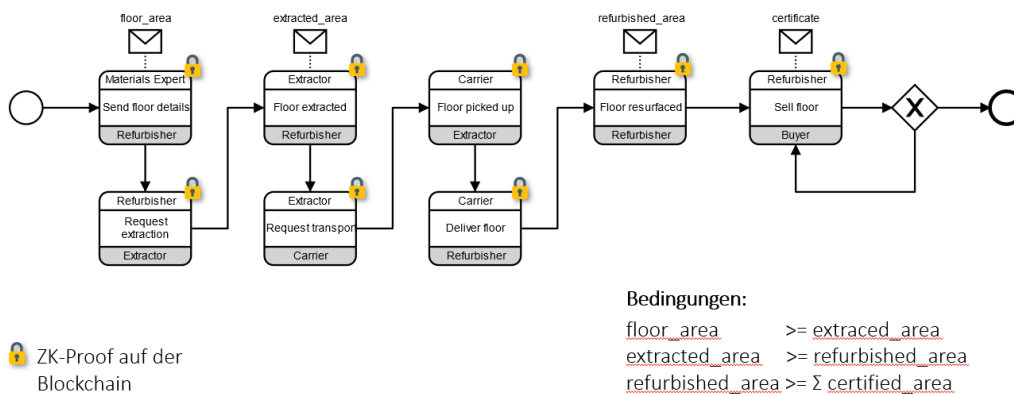 floor_area
extracted_area
refurbished_area
certificate
Materials Expert
Send floor details
Refurbisher
Extractor
Floor extracted
Refurbisher
Carrier
Floor picked up
Extractor
Refurbisher
Floor resurfaced
Refurbisher
Refurbisher
Sell floor
Buyer
X
Refurbisher
Request
extraction
Extractor
Extractor
Request transport
Carrier
Carrier
Deliver floor
Refurbisher
Bedingungen:
floor_area >= extraced_area
extracted_area >= refurbished_area
refurbished_area >= Σ certified_area
ZK-Proof auf der
Blockchain